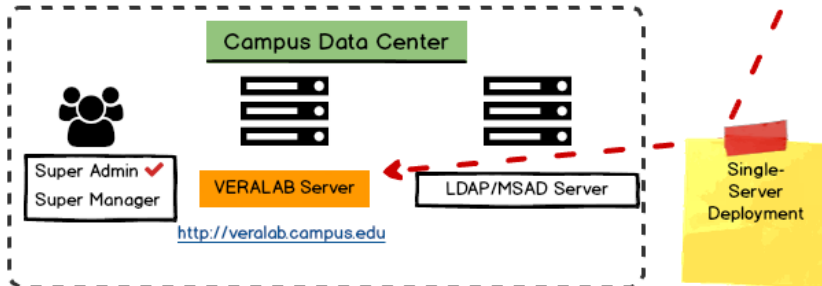 Campus Data Center
Super Admin
Super Manager
VERALAB Server
http://veralab.campus.edu
LDAP/MSAD Server
Single-
Server
Deployment